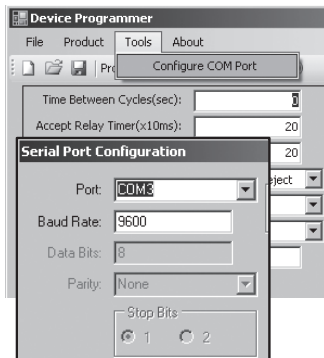 Device Programmer
File Product Tools About
Configure COM Port
Time Between Cycles(sec): 0
Accept Relay Timer(x10ms): 20
20
Serial Port Configuration
Port: COM3
Baud Rate: 9600
Data Bits: 8
Parity: None
Stop Bits
1 2